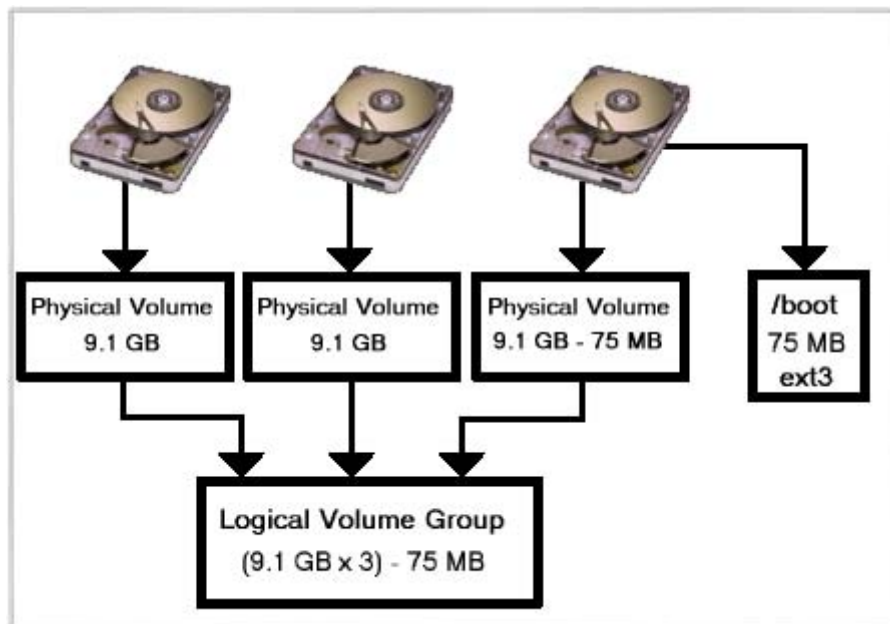 Physical Volume
9.1 GB
Physical Volume
9.1 GB
Physical Volume
9.1 GB - 75 MB
/boot
75 MB
ext3
Logical Volume Group
(9.1 GB x 3) - 75 MB